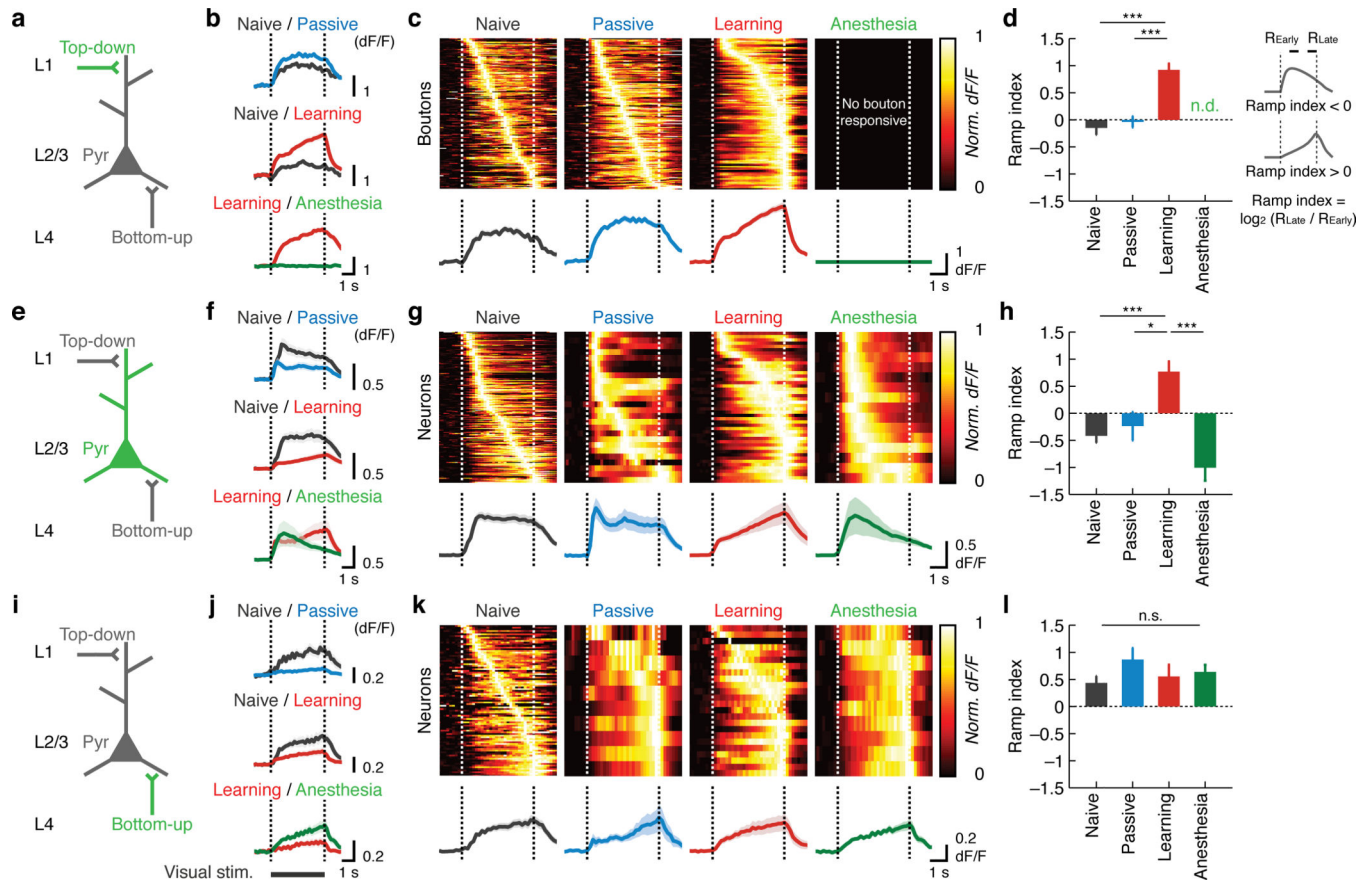 a
Top-down
L1
L2/3
Pyr
L4
Bottom-up
b
Naive / Passive
(dF/F)
1
Naive / Learning
1
Learning / Anesthesia
1
1 s
c
Naive
Passive
Learning
Anesthesia
Boutons
No bouton
responsive
1
Norm. dF/F
0
1
dF/F
1 s
d
***
***
1.5
1
0.5
0
−0.5
−1
−1.5
Ramp index
n.d.
Naive
Passive
Learning
Anesthesia
REarly RLate
Ramp index < 0
Ramp index > 0
Ramp index =
log2 (RLate / REarly)
e
Top-down
L1
L2/3
Pyr
L4
Bottom-up
f
Naive / Passive
(dF/F)
0.5
Naive / Learning
0.5
Learning / Anesthesia
0.5
1 s
g
Naive
Passive
Learning
Anesthesia
Neurons
1
Norm. dF/F
0
0.5
dF/F
1 s
h
***
* ***
1.5
1
0.5
0
−0.5
−1
−1.5
Ramp index
Naive
Passive
Learning
Anesthesia
i
Top-down
L1
L2/3
Pyr
L4
Bottom-up
j
Naive / Passive
(dF/F)
0.2
Naive / Learning
0.2
Learning / Anesthesia
0.2
1 s
Visual stim.
k
Naive
Passive
Learning
Anesthesia
Neurons
1
Norm. dF/F
0
0.2
dF/F
1 s
l
n.s.
1.5
1
0.5
0
−0.5
−1
−1.5
Ramp index
Naive
Passive
Learning
Anesthesia